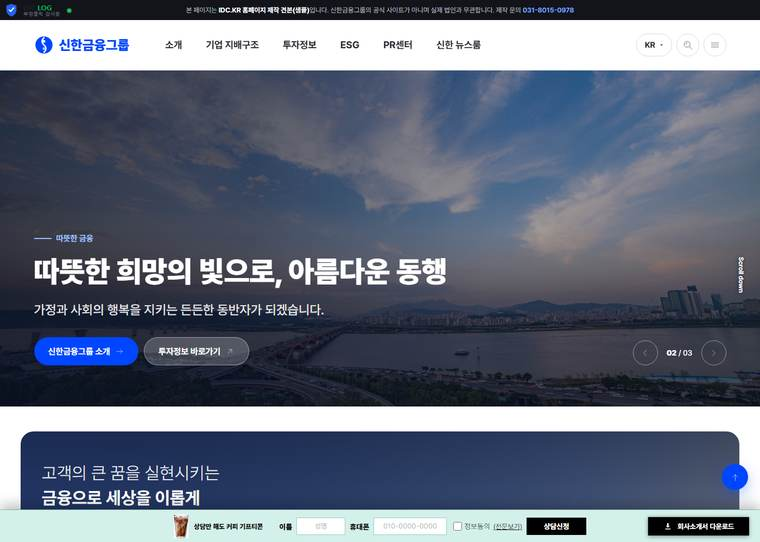 LOG
본 페이지는 IDC.KR 홈페이지 제작 견본(샘플)입니다. 신한금융그룹의 공식 사이트가 아니며 실제 법인과 무관합니다. 제작 문의 031-8015-0978
신한금융그룹 소개 기업 지배구조 투자정보 ESG PR센터 신한 뉴스룸 KR
따뜻한 금융
따뜻한 희망의 빛으로, 아름다운 동행
가정과 사회의 행복을 지키는 든든한 동반자가 되겠습니다.
Scroll down
신한금융그룹 소개 → 투자정보 바로가기 ↗
02 / 03
고객의 큰 꿈을 실현시키는
금융으로 세상을 이롭게
상담만 해도 커피 기프티콘 이름 성명 휴대폰 010-0000-0000 정보동의 (전문보기) 상담신청 회사소개서 다운로드